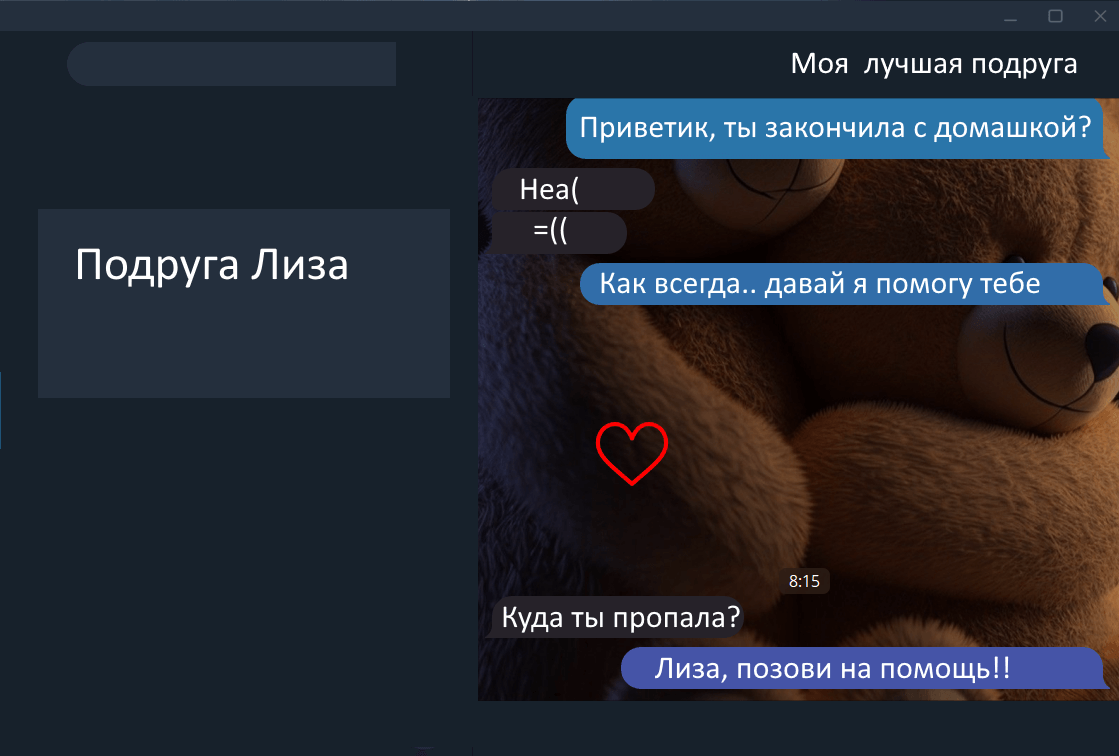 Моя лучшая подруга
Подруга Лиза
Приветик, ты закончила с домашкой?
Неа(
=((
Как всегда.. давай я помогу тебе
8:15
Куда ты пропала?
Лиза, позови на помощь!!